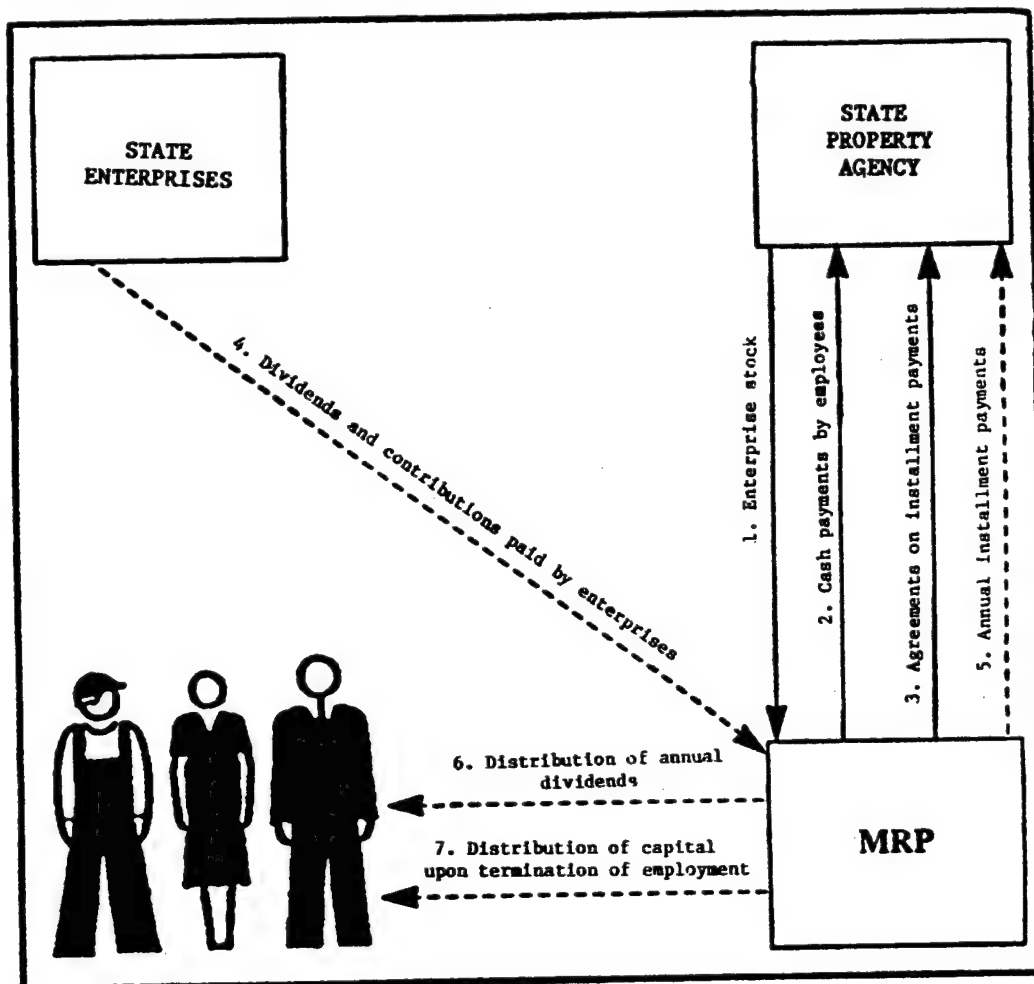 STATE
ENTERPRISES
STATE
PROPERTY
AGENCY
4. Dividends and contributions paid by enterprises
1. Enterprise stock
2. Cash payments by employees
3. Agreements on installment payments
5. Annual installment payments
6. Distribution of annual
dividends
7. Distribution of capital
upon termination of employment
MRP